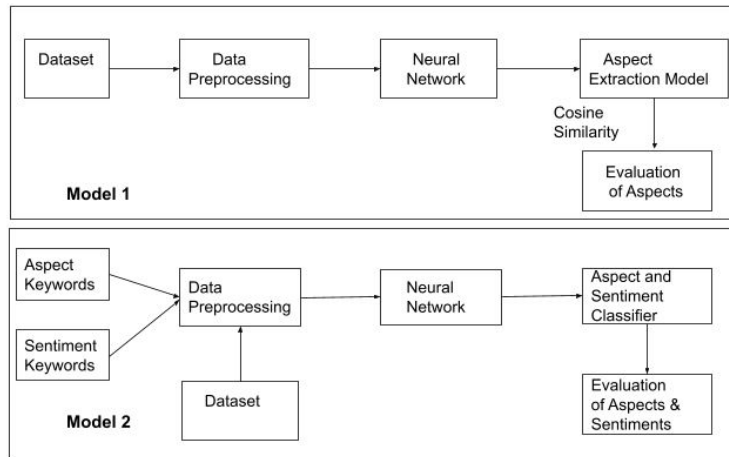 Dataset
Data
Preprocessing
Neural
Network
Aspect
Extraction Model
Cosine
Similarity
Evaluation
of Aspects
Model 1
Aspect
Keywords
Data
Preprocessing
Neural
Network
Aspect and
Sentiment
Classifier
Sentiment
Keywords
Dataset
Evaluation
of Aspects &
Sentiments
Model 2